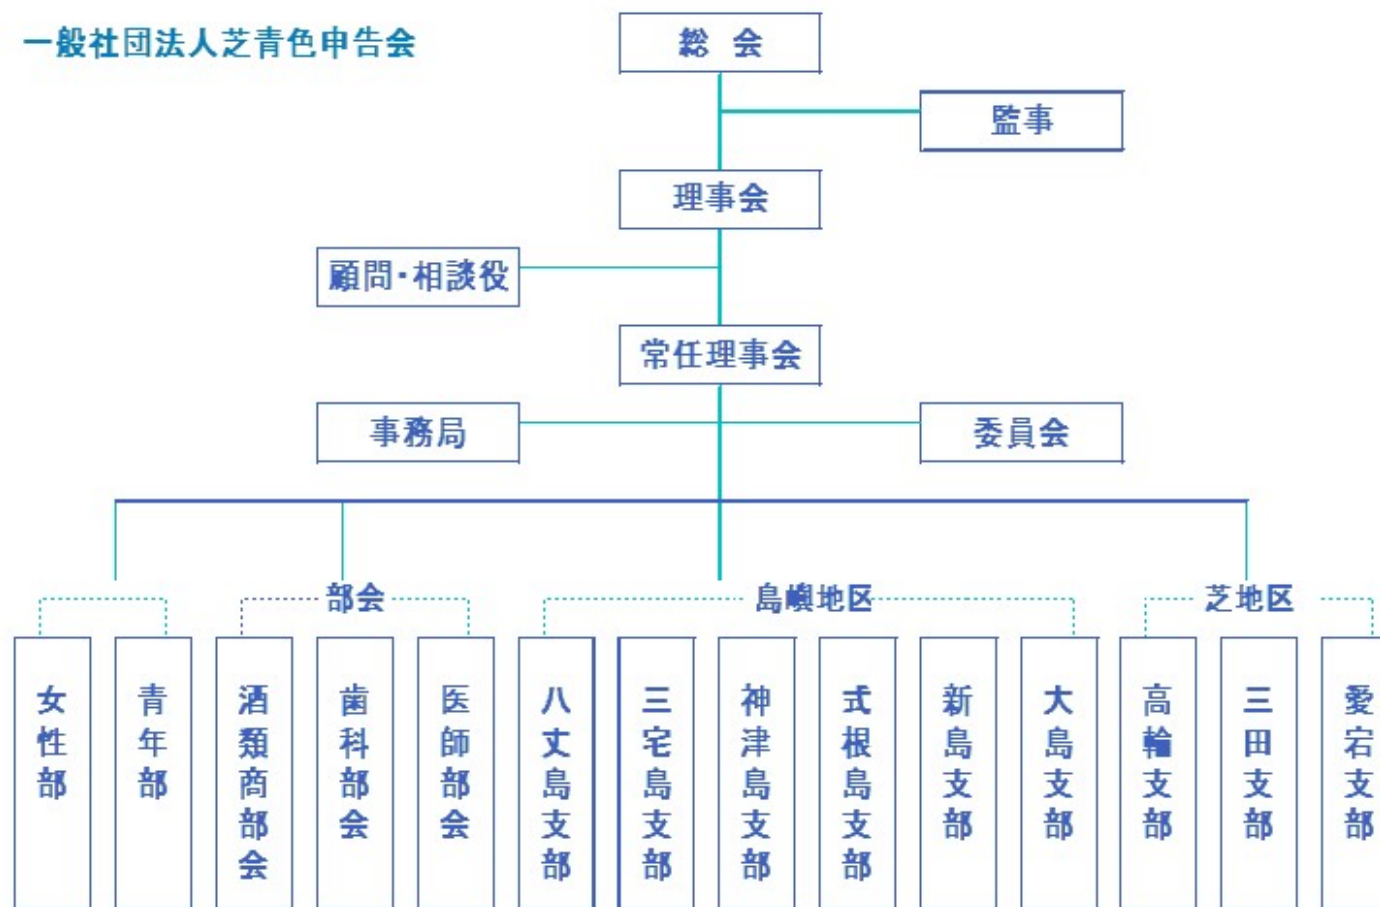 一般社団法人芝青色申告会
総 会
監事
理事会
顧問・相談役
常任理事会
事務局
委員会
部会
島嶼地区
芝地区
女性部
青年部
酒類商部会
歯科部会
医師部会
八丈島支部
三宅島支部
神津島支部
式根島支部
新島支部
大島支部
高輪支部
三田支部
愛宕支部